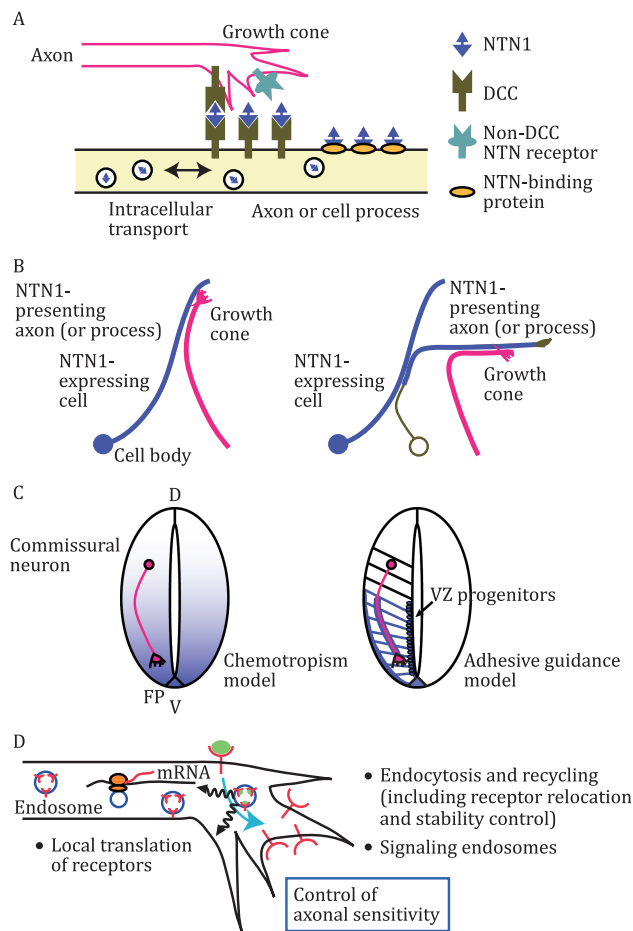 A
Growth cone
Axon
NTN1
DCC
Non-DCC
NTN receptor
NTN-binding
protein
Intracellular
transport
Axon or cell process
B
NTN1-
presenting
axon (or process)
Growth
cone
NTN1-
expressing
cell
Cell body
NTN1-
presenting
axon (or process)
NTN1-
expressing
cell
Growth
cone
C
D
Commissural
neuron
Chemotropism
model
FP
V
VZ progenitors
Adhesive guidance
model
D
mRNA
Endosome
• Local translation
of receptors
• Endocytosis and recycling
(including receptor relocation
and stability control)
• Signaling endosomes
Control of
axonal sensitivity